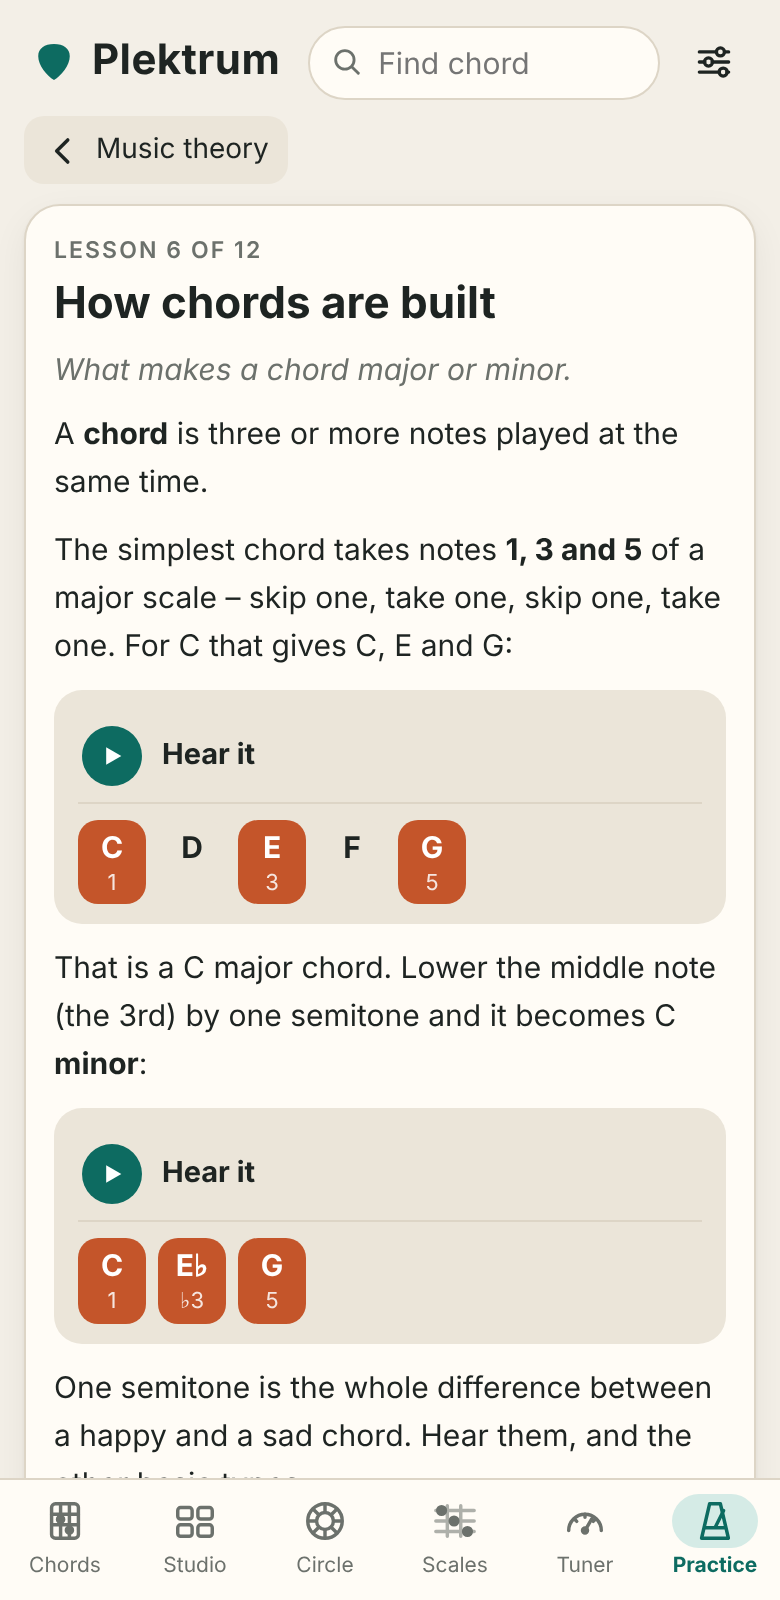 Plektrum
Find chord
Music theory
LESSON 6 OF 12
How chords are built
What makes a chord major or minor.
A chord is three or more notes played at the
same time.
The simplest chord takes notes 1, 3 and 5 of a
major scale – skip one, take one, skip one, take
one. For C that gives C, E and G:
Hear it
C D E F G
1 3 5
That is a C major chord. Lower the middle note
(the 3rd) by one semitone and it becomes C
minor:
Hear it
C E♭ G
1 ♭3 5
One semitone is the whole difference between
a happy and a sad chord. Hear them, and the
other basic types
Chords Studio Circle Scales Tuner Practice